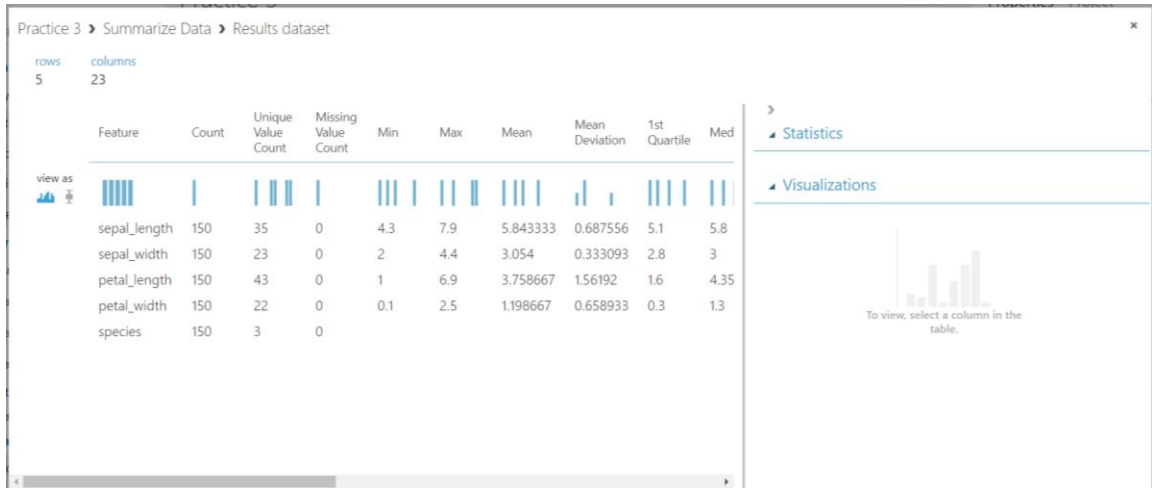 Practice 3 › Summarize Data › Results dataset
rows columns
5 23
Feature Count Unique Value Count Missing Value Count Min Max Mean Mean Deviation 1st Quartile Med
view as
sepal_length 150 35 0 4.3 7.9 5.843333 0.687556 5.1 5.8
sepal_width 150 23 0 2 4.4 3.054 0.333093 2.8 3
petal_length 150 43 0 1 6.9 3.758667 1.56192 1.6 4.35
petal_width 150 22 0 0.1 2.5 1.198667 0.658933 0.3 1.3
species 150 3 0
Statistics
Visualizations
To view, select a column in the
table.